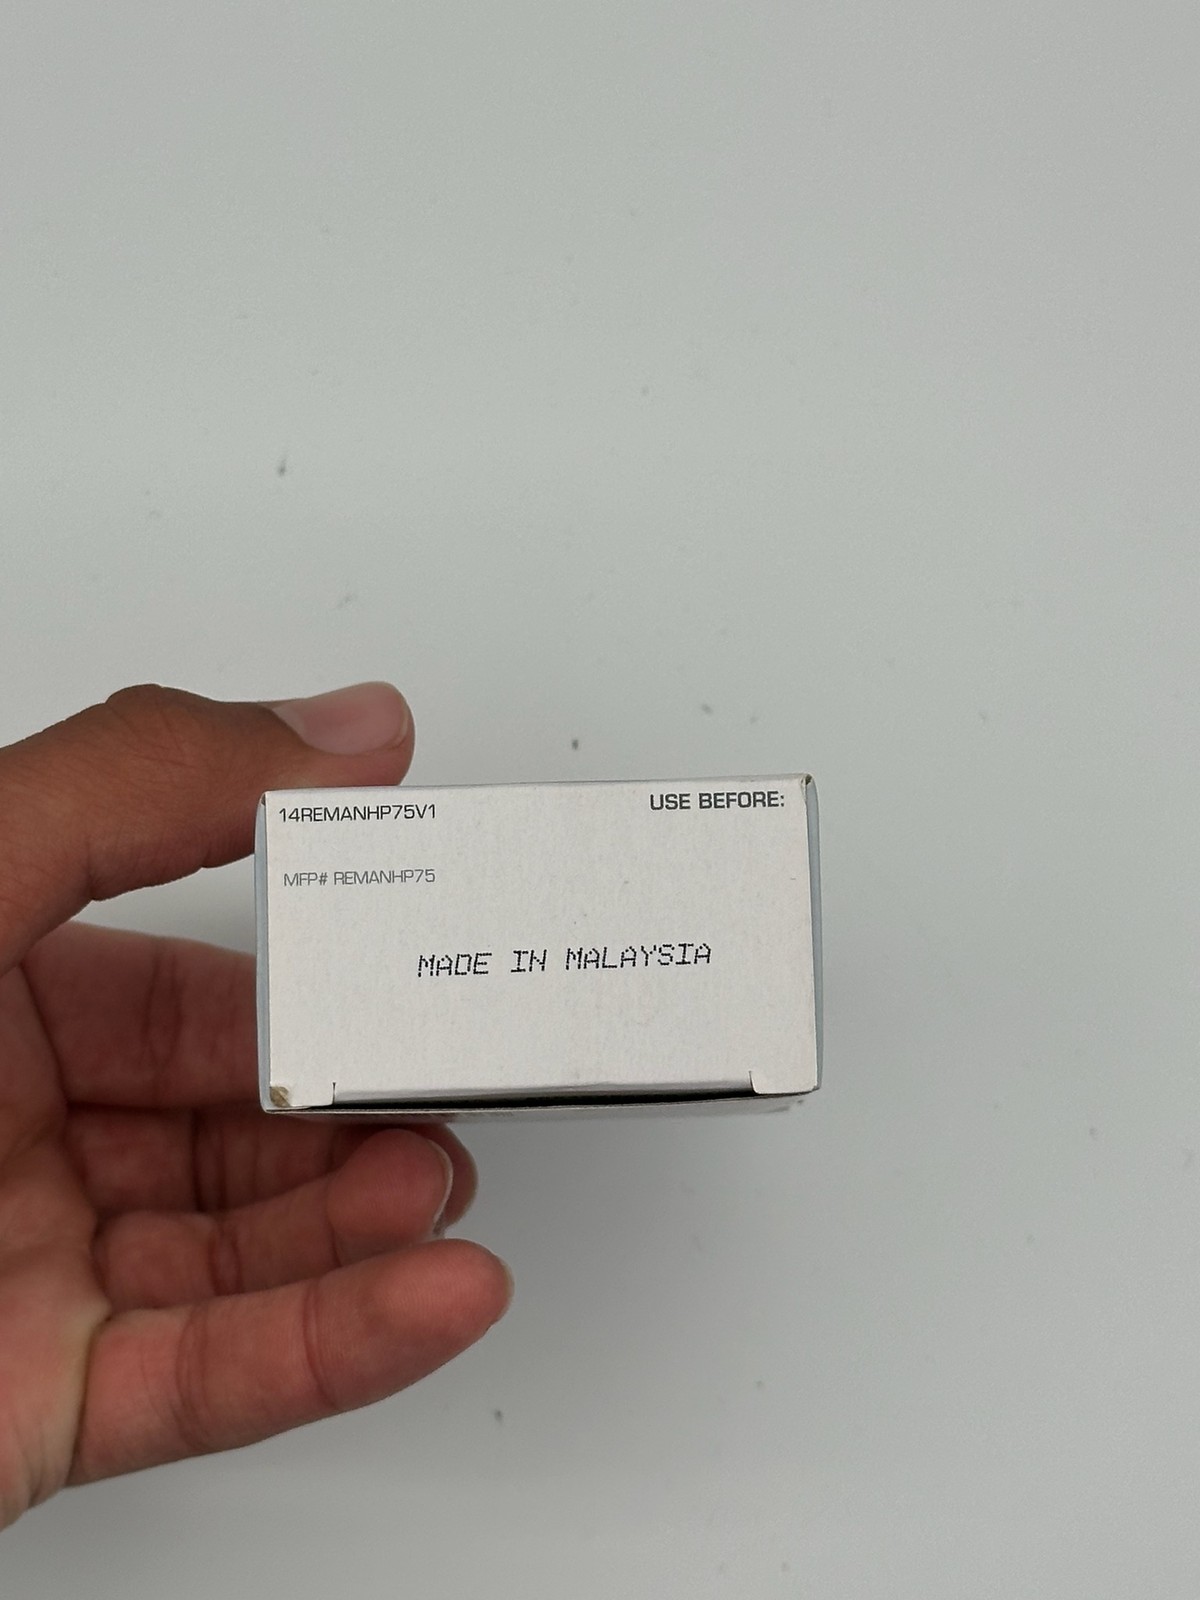 14REMANHP75V1
USE BEFORE:
MFP# REMANHP75
MADE IN MALAYSIA